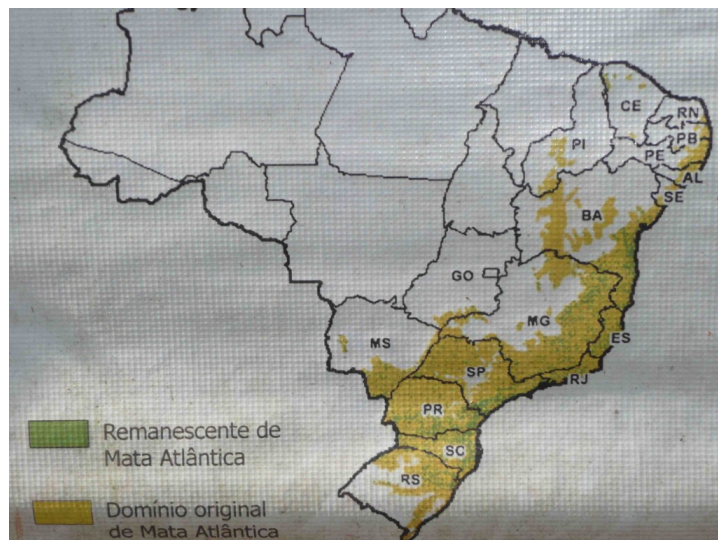 CE
RN
PB
PI
PE
AL
SE
BA
GO
MG
MS
ES
SP
RJ
PR
SC
RS
Remanescente de
Mata Atlântica
Domínio original
de Mata Atlântica